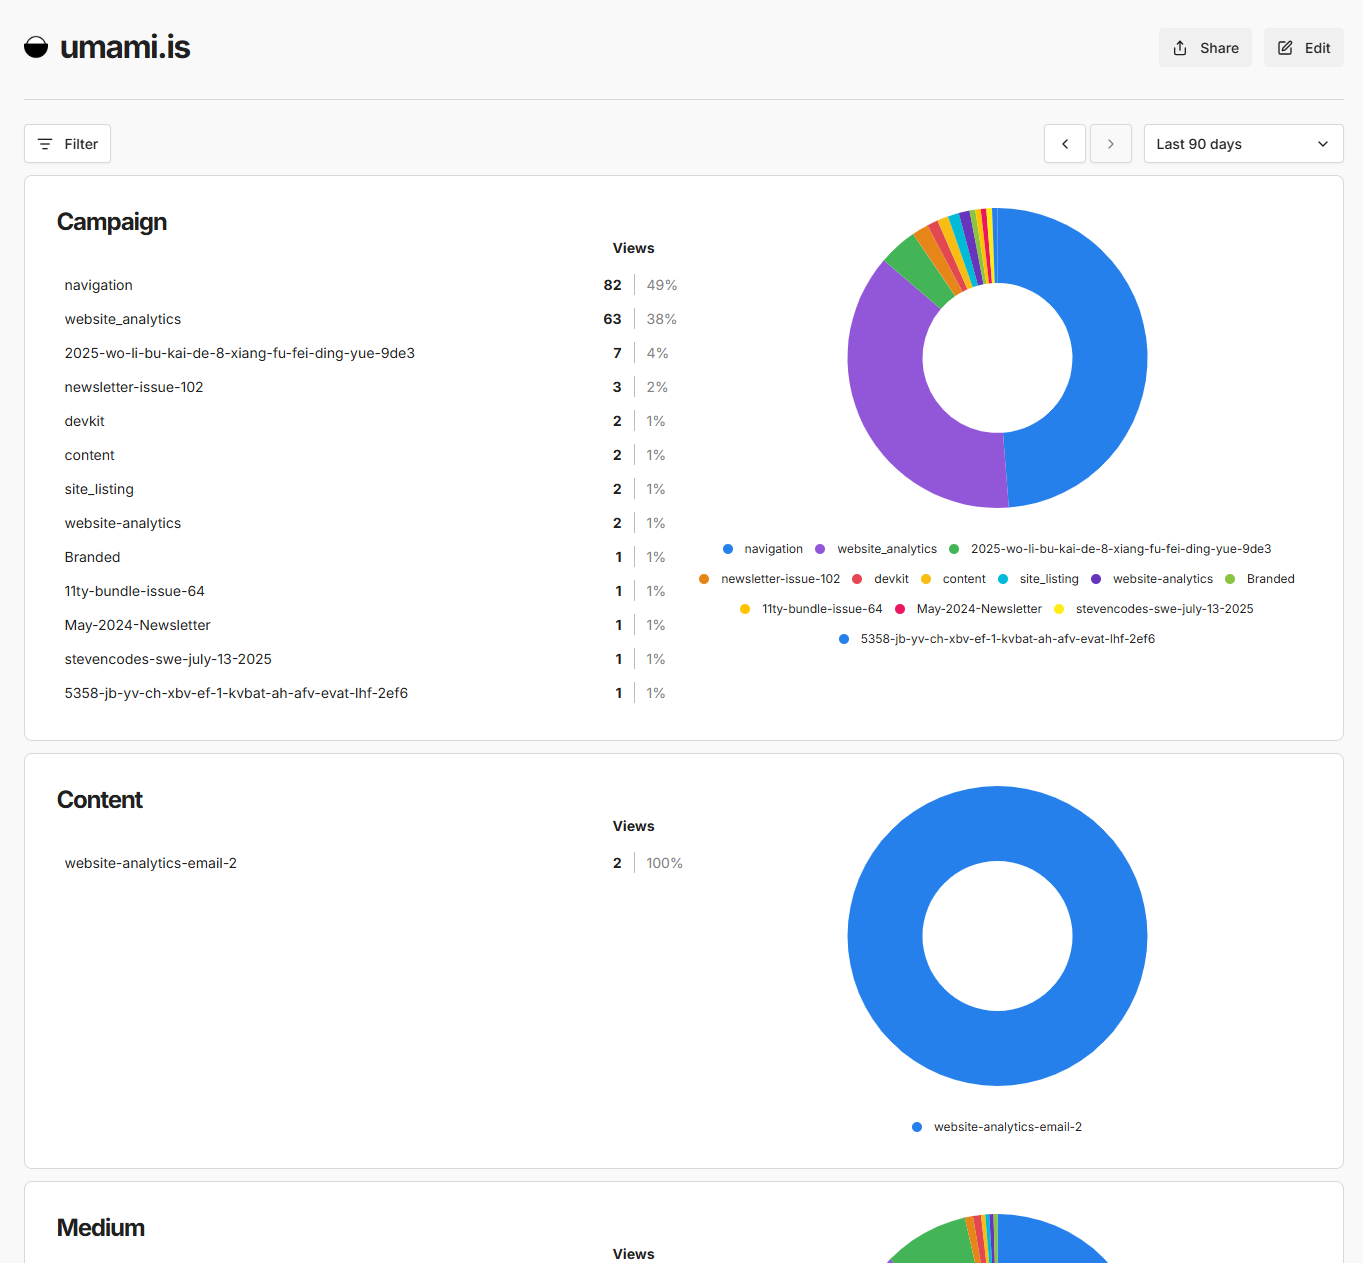 umami.is
Share
Edit
Filter
Last 90 days
Campaign
Views
navigation 82 49%
website_analytics 63 38%
2025-wo-li-bu-kai-de-8-xiang-fu-fei-ding-yue-9de3 7 4%
newsletter-issue-102 3 2%
devkit 2 1%
content 2 1%
site_listing 2 1%
website-analytics 2 1%
Branded 1 1%
11ty-bundle-issue-64 1 1%
May-2024-Newsletter 1 1%
stevencodes-swe-july-13-2025 1 1%
5358-jb-yv-ch-xbv-ef-1-kvbat-ah-afv-evat-lhf-2ef6 1 1%
navigation website_analytics 2025-wo-li-bu-kai-de-8-xiang-fu-fei-ding-yue-9de3
newsletter-issue-102 devkit content site_listing website-analytics Branded
11ty-bundle-issue-64 May-2024-Newsletter stevencodes-swe-july-13-2025
5358-jb-yv-ch-xbv-ef-1-kvbat-ah-afv-evat-lhf-2ef6
Content
Views
website-analytics-email-2 2 100%
website-analytics-email-2
Medium
Views